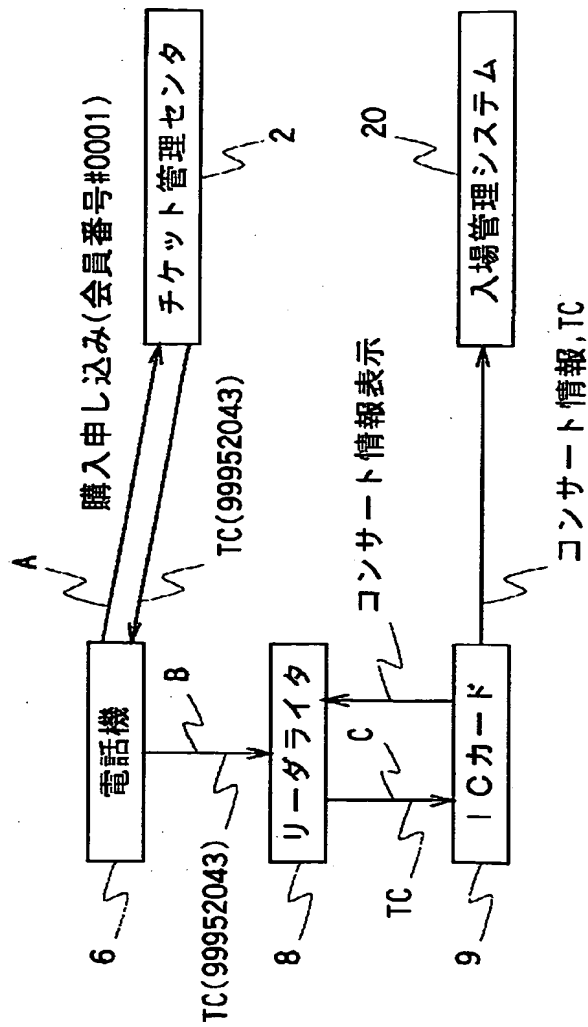 購入申し込み(会員番号#0001)
A
電話機
6
チケット管理センタ
2
TC(99952043)
B
TC(99952043)
リーダライタ
8
コンサート情報表示
C
TC
ICカード
9
入場管理システム
20
コンサート情報,TC